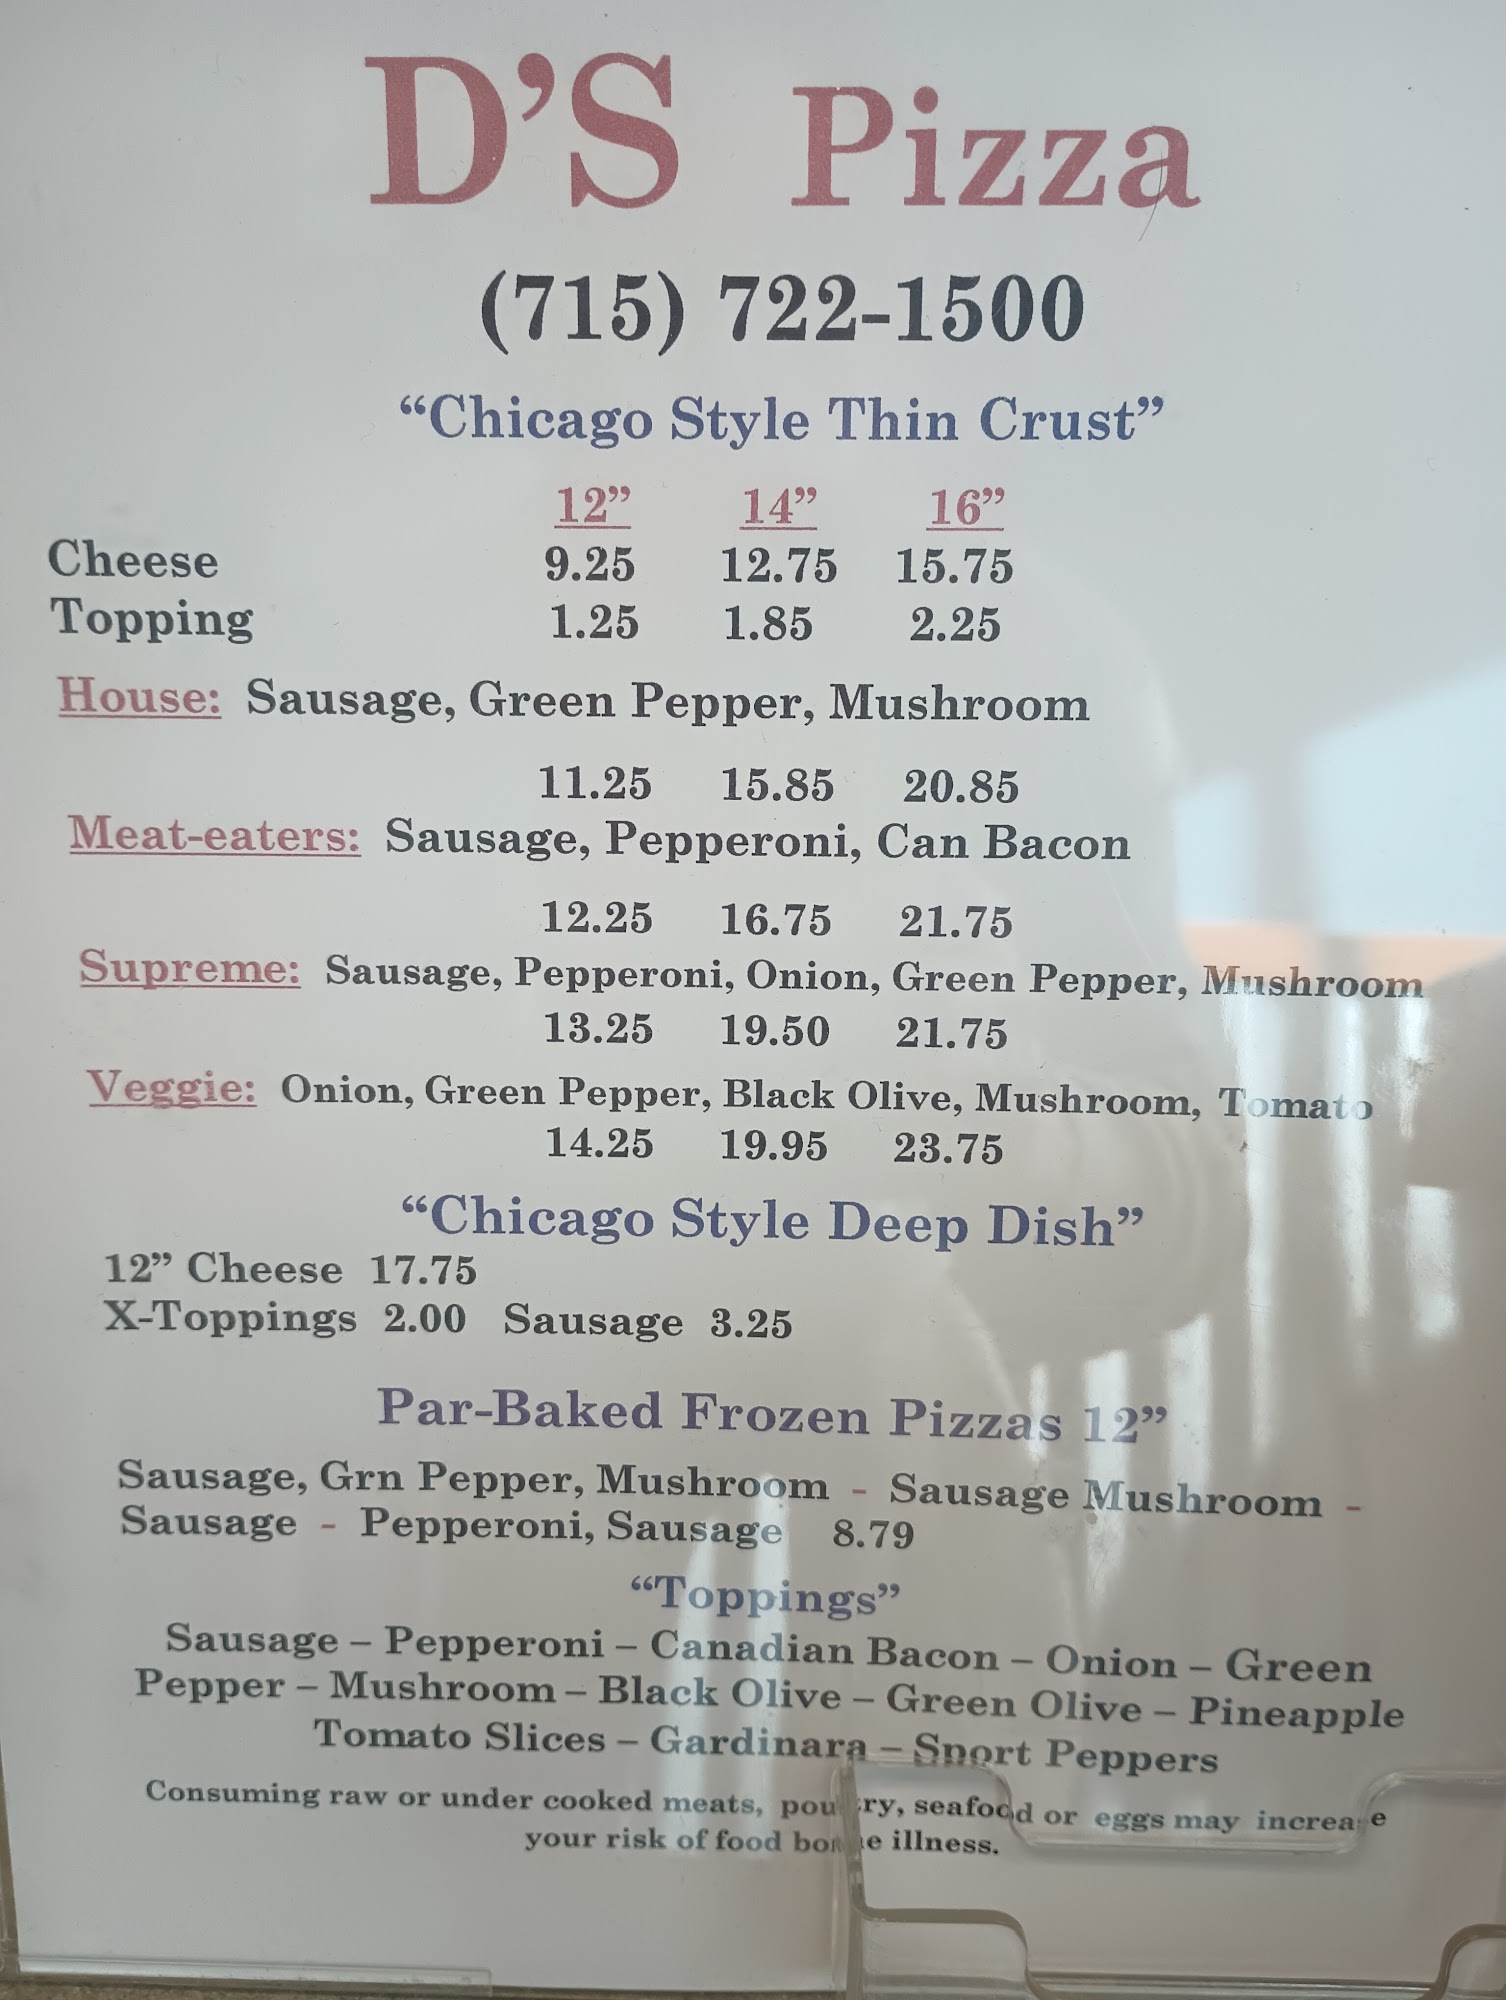 D'S Pizza
(715) 722-1500
“Chicago Style Thin Crust”
12” 14” 16”
Cheese 9.25 12.75 15.75
Topping 1.25 1.85 2.25
House: Sausage, Green Pepper, Mushroom
11.25 15.85 20.85
Meat-eaters: Sausage, Pepperoni, Can Bacon
12.25 16.75 21.75
Supreme: Sausage, Pepperoni, Onion, Green Pepper, Mushroom
13.25 19.50 21.75
Veggie: Onion, Green Pepper, Black Olive, Mushroom, Tomato
14.25 19.95 23.75
“Chicago Style Deep Dish”
12” Cheese 17.75
X-Toppings 2.00 Sausage 3.25
Par-Baked Frozen Pizzas 12”
Sausage, Grn Pepper, Mushroom - Sausage Mushroom -
Sausage - Pepperoni, Sausage 8.79
“Toppings”
Sausage – Pepperoni – Canadian Bacon – Onion – Green
Pepper – Mushroom – Black Olive – Green Olive – Pineapple
Tomato Slices – Gardinara – Sport Peppers
Consuming raw or under cooked meats, poultry, seafood or eggs may increase
your risk of food borne illness.